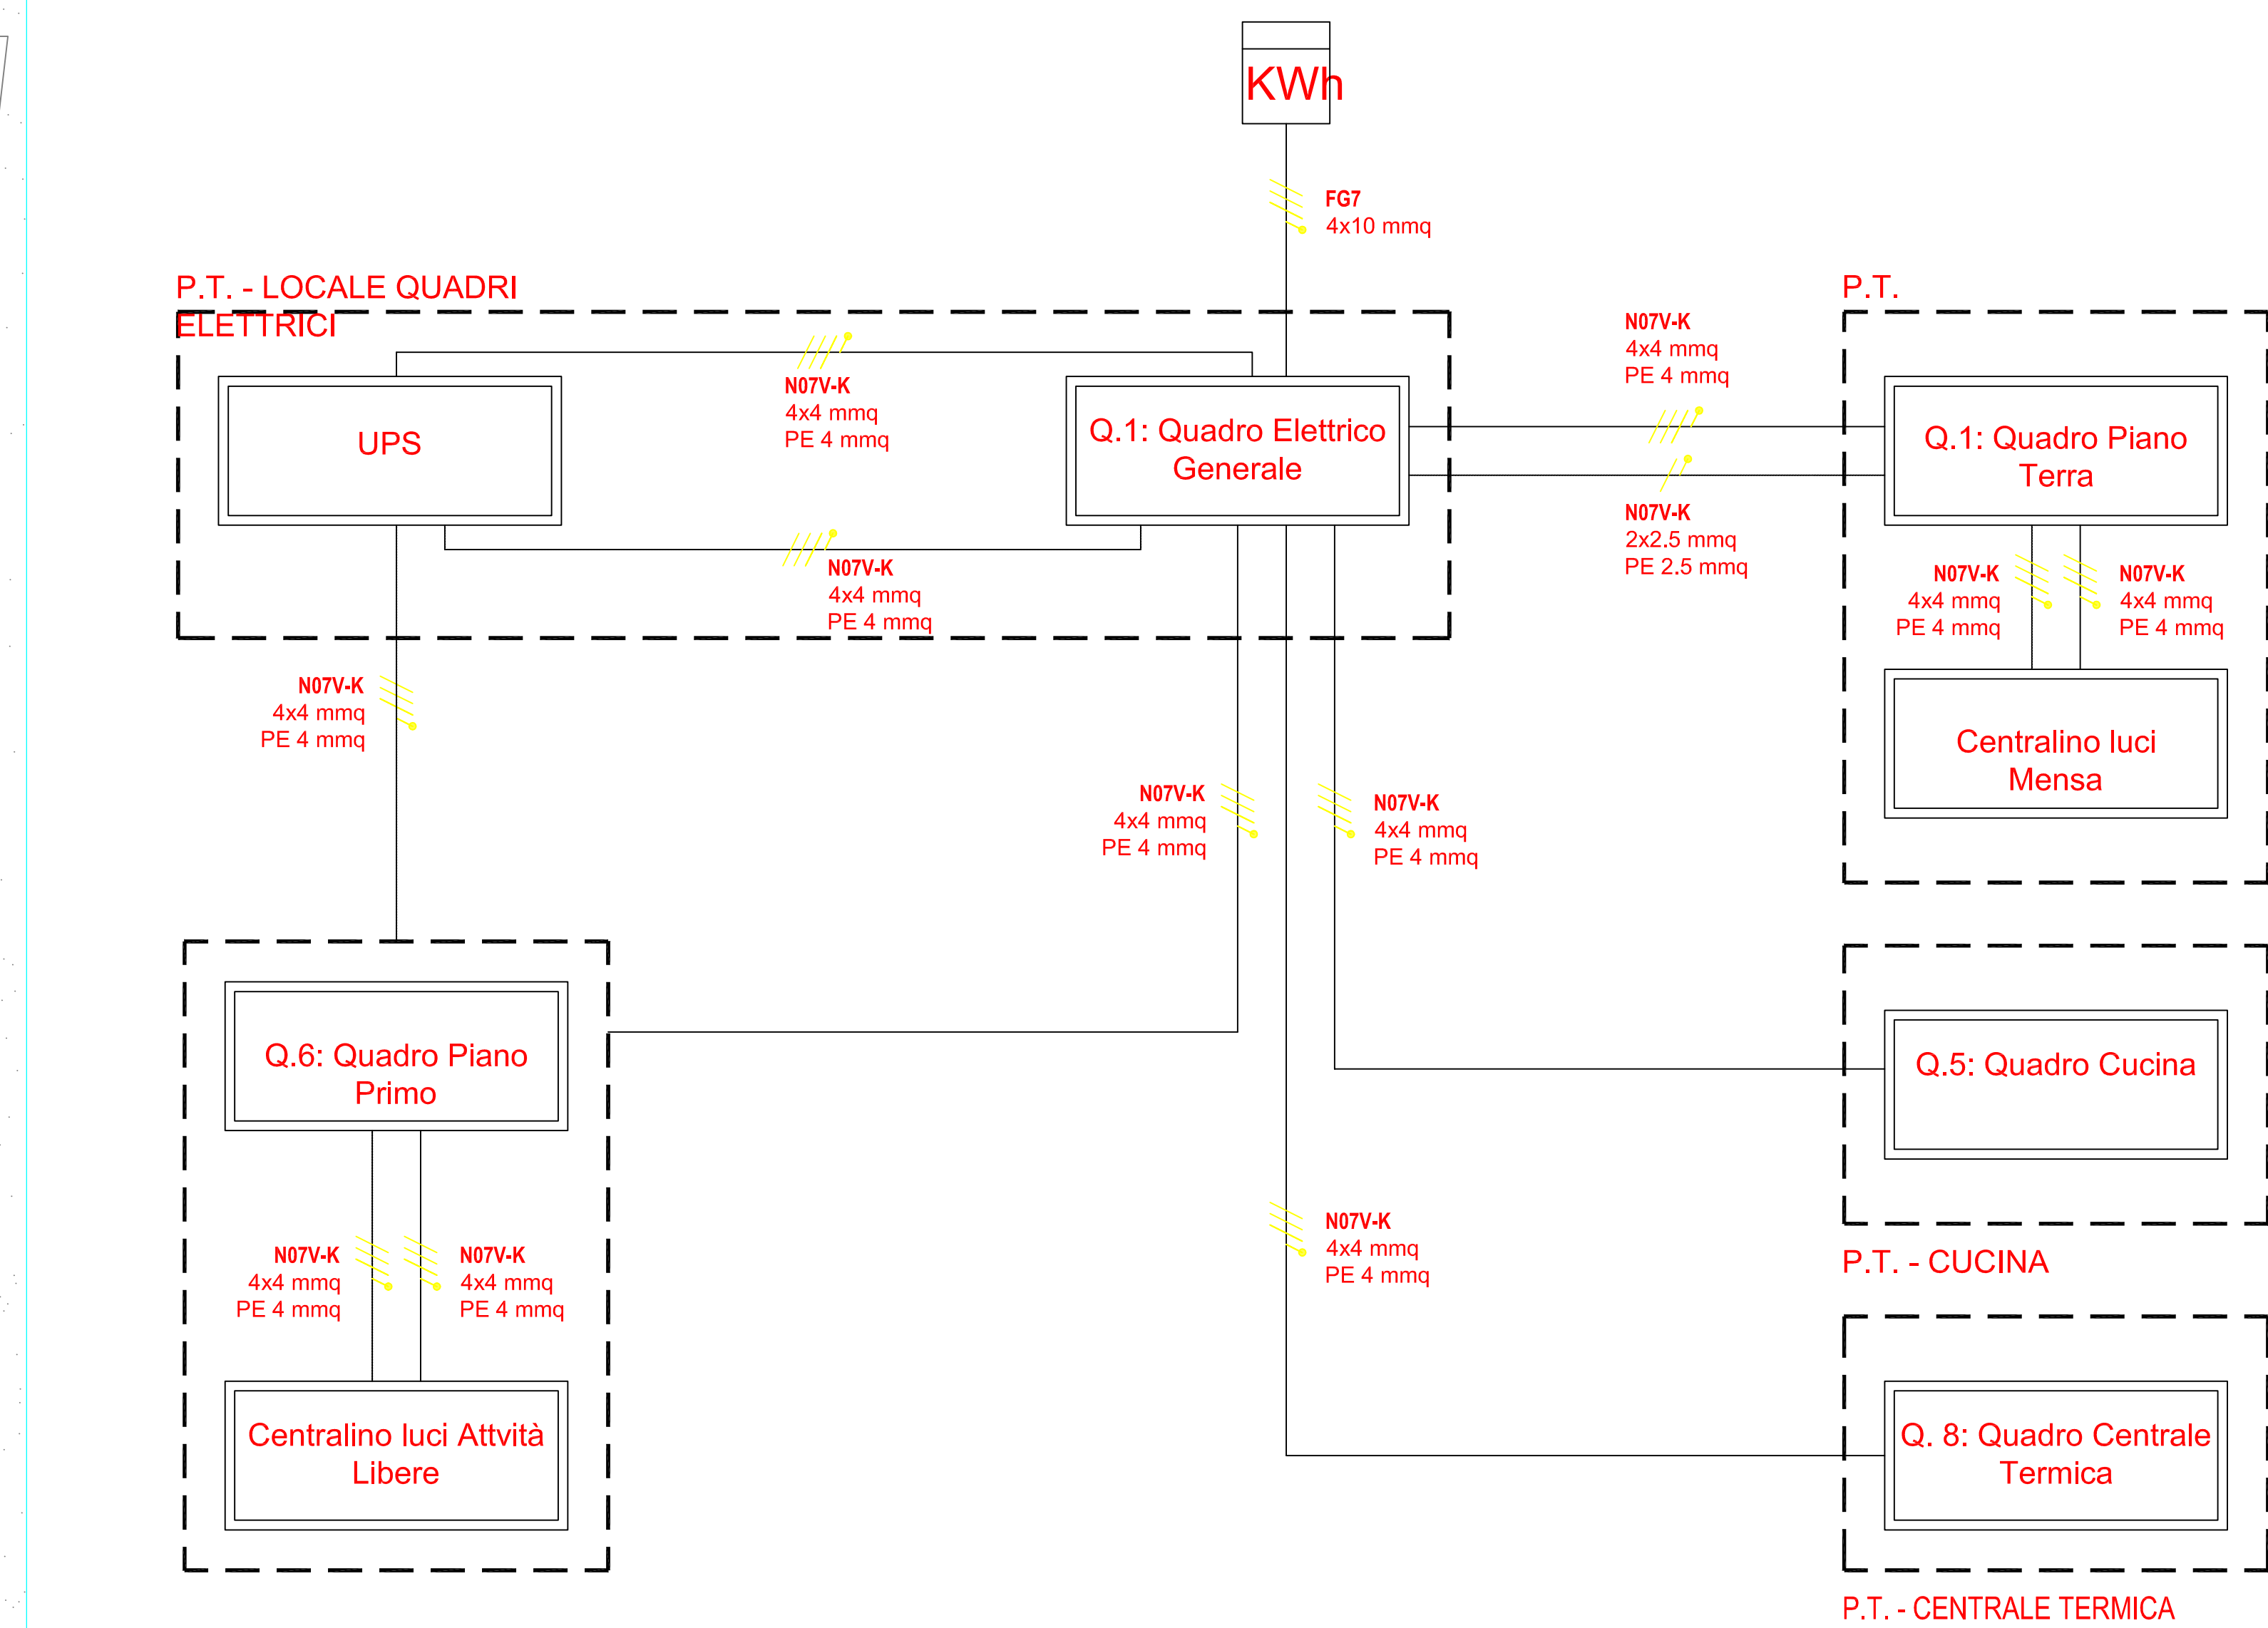 KWh
FG7
4x10 mmq
P.T. - LOCALE QUADRI
ELETTRICI
P.T.
N07V-K
4x4 mmq
PE 4 mmq
N07V-K
4x4 mmq
PE 4 mmq
UPS
Q.1: Quadro Elettrico
Generale
Q.1: Quadro Piano
Terra
N07V-K
2x2.5 mmq
PE 2.5 mmq
N07V-K
4x4 mmq
PE 4 mmq
N07V-K
4x4 mmq
PE 4 mmq
N07V-K
4x4 mmq
PE 4 mmq
N07V-K
4x4 mmq
PE 4 mmq
Centralino luci
Mensa
N07V-K
4x4 mmq
PE 4 mmq
N07V-K
4x4 mmq
PE 4 mmq
Q.6: Quadro Piano
Primo
Q.5: Quadro Cucina
N07V-K
4x4 mmq
PE 4 mmq
N07V-K
4x4 mmq
PE 4 mmq
N07V-K
4x4 mmq
PE 4 mmq
P.T. - CUCINA
Centralino luci Attvità
Libere
Q. 8: Quadro Centrale
Termica
P.T. - CENTRALE TERMICA